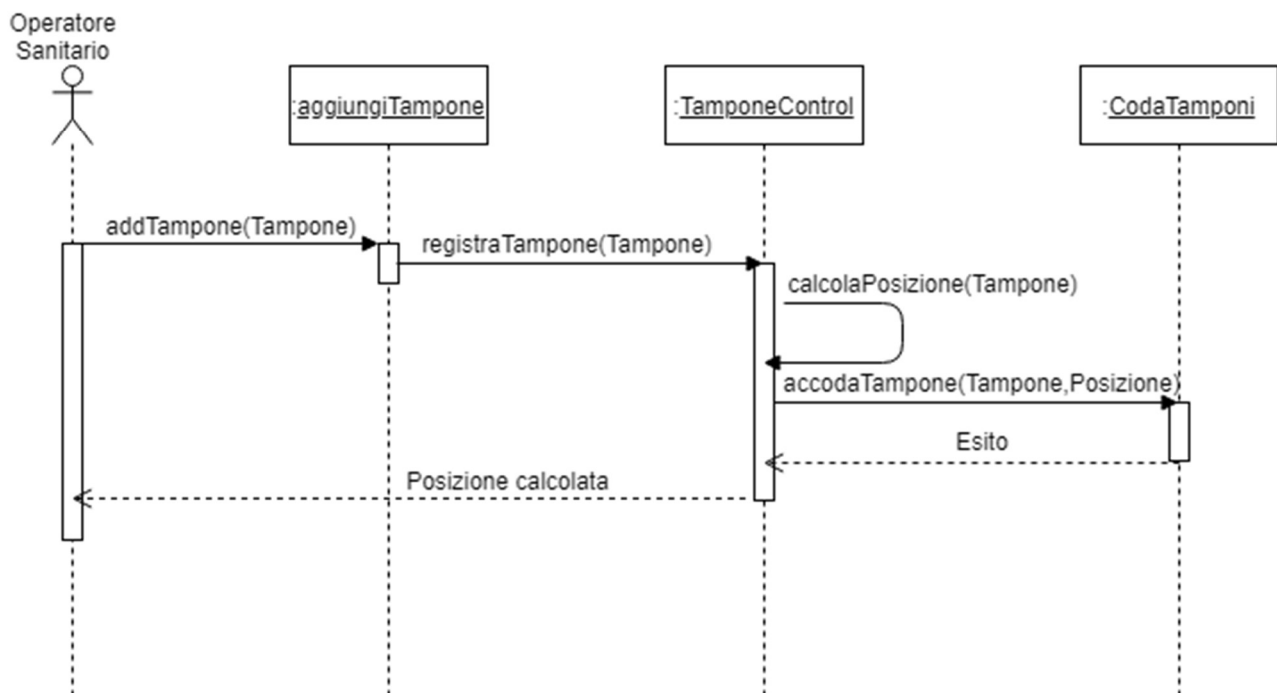 Operatore
Sanitario
:aggiungiTampone
:TamponeControl
:CodaTamponi
addTampone(Tampone)
registraTampone(Tampone)
calcolaPosizione(Tampone)
accodaTampone(Tampone,Posizione)
Esito
Posizione calcolata